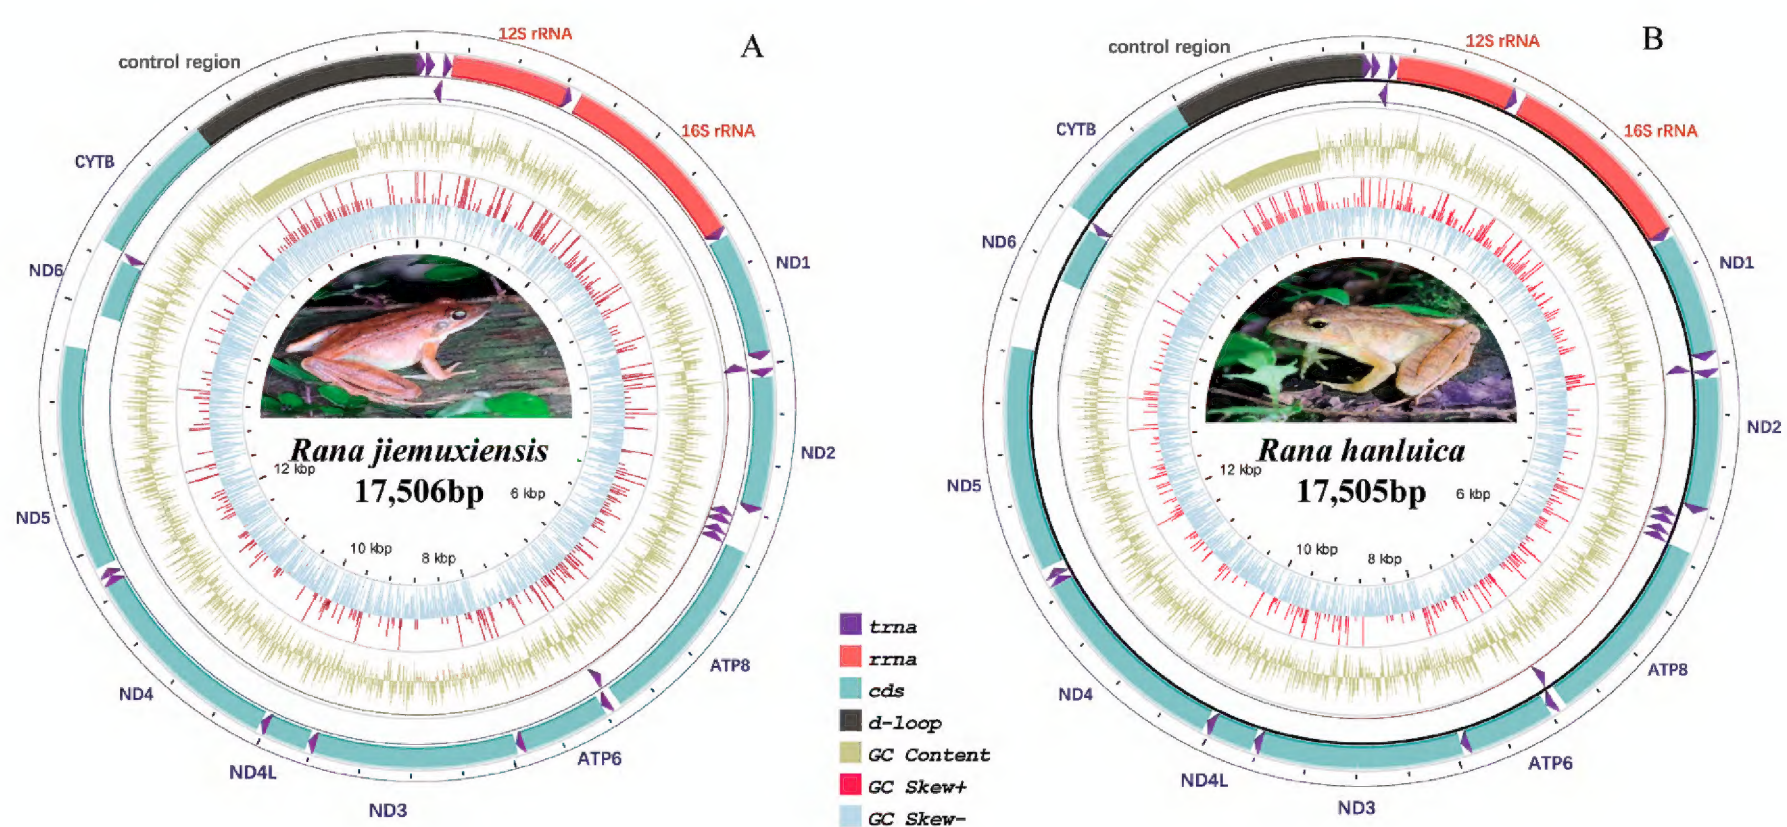 A
control region
12S rRNA
16S rRNA
CYTB
ND1
ND6
ND2
Rana jiemuxiensis
17,506bp
12 kbp
6 kbp
10 kbp
8 kbp
ND5
ATP8
ND4
ATP6
ND4L
ND3
trna
rrna
cds
d-loop
GC Content
GC Skew+
GC Skew-
B
control region
12S rRNA
16S rRNA
CYTB
ND1
ND6
ND2
Rana hanluica
17,505bp
12 kbp
6 kbp
10 kbp
8 kbp
ND5
ATP8
ND4
ATP6
ND4L
ND3